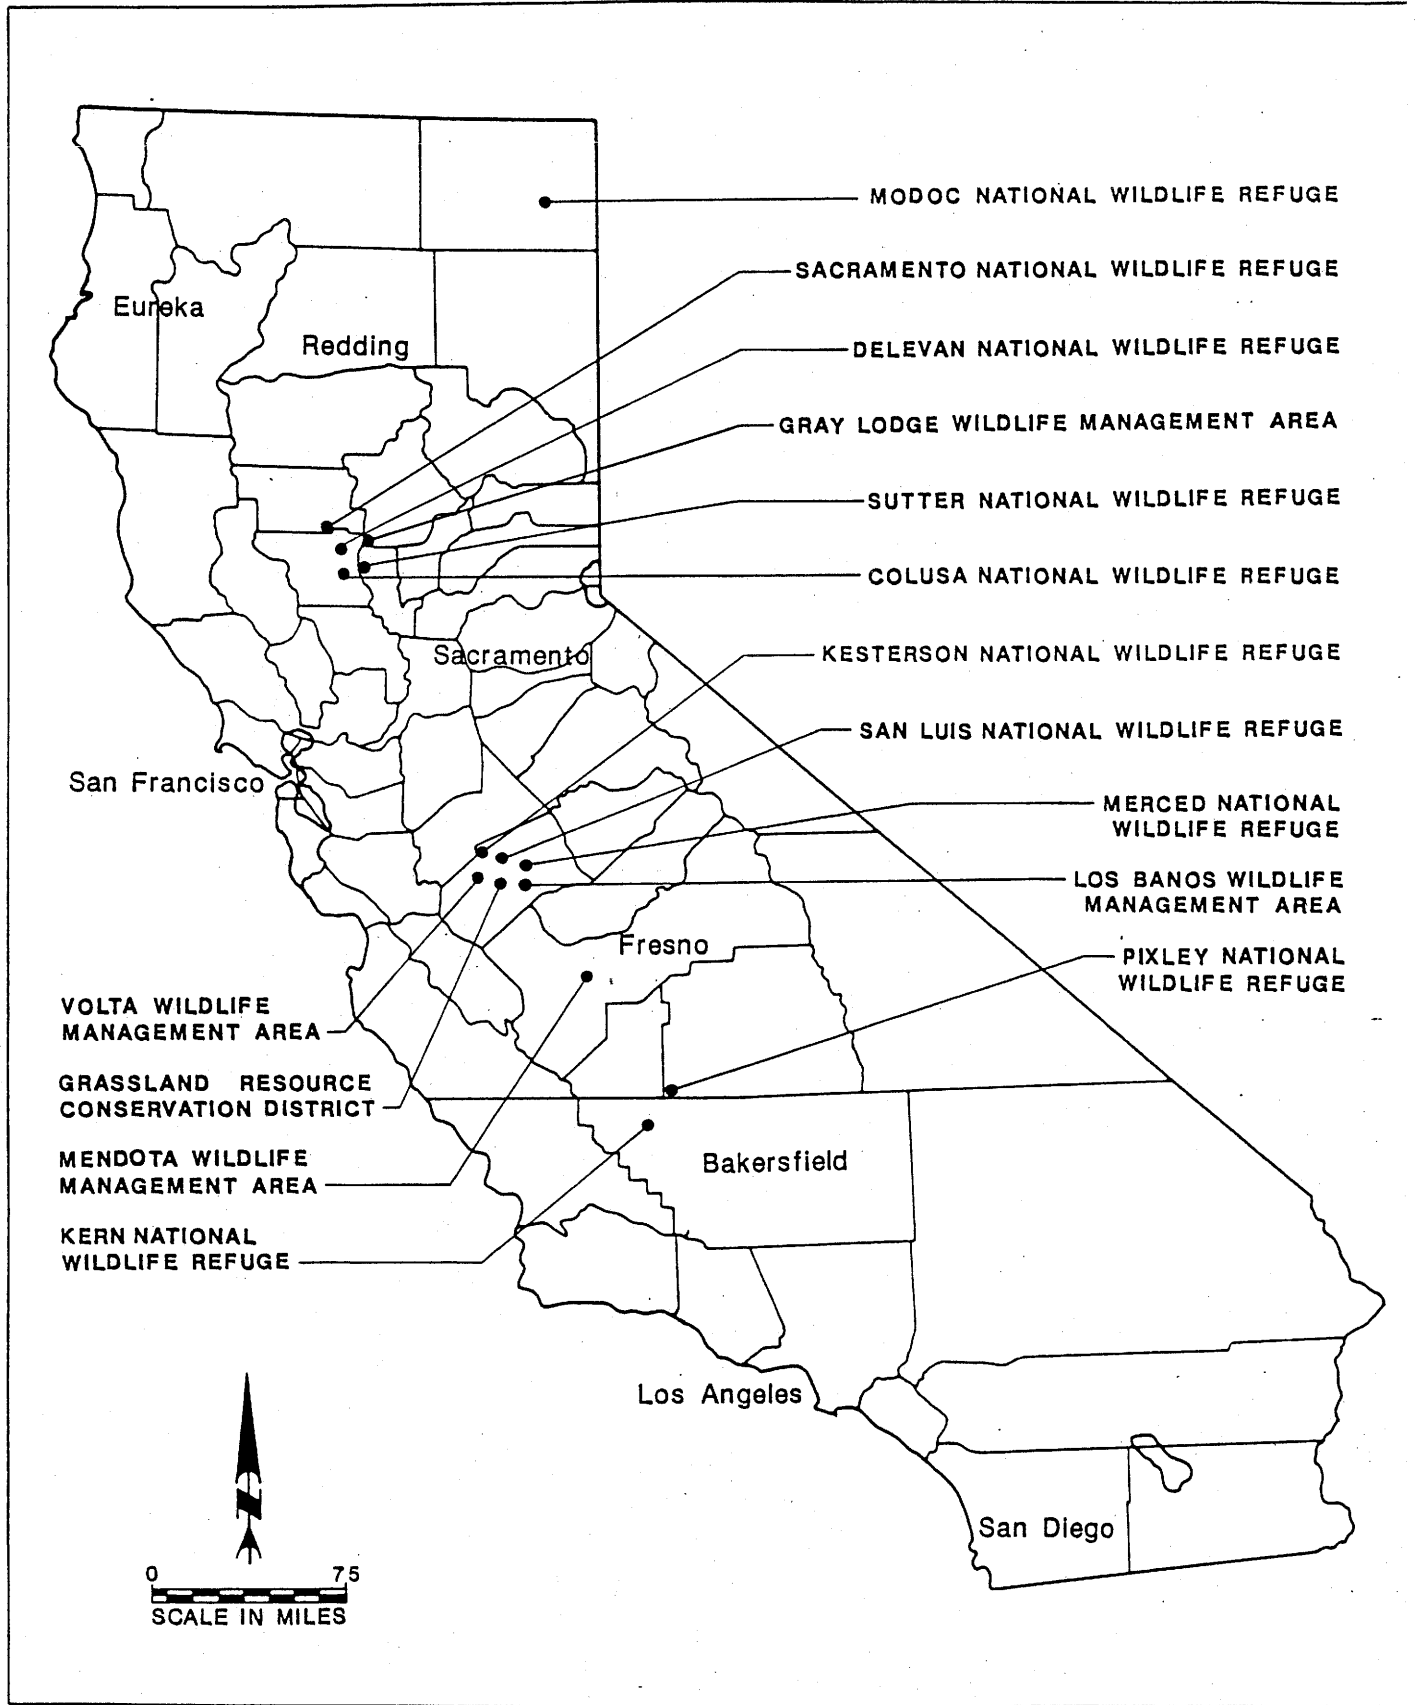 MODOC NATIONAL WILDLIFE REFUGE
SACRAMENTO NATIONAL WILDLIFE REFUGE
Eureka
Redding
DELEVAN NATIONAL WILDLIFE REFUGE
GRAY LODGE WILDLIFE MANAGEMENT AREA
SUTTER NATIONAL WILDLIFE REFUGE
COLUSA NATIONAL WILDLIFE REFUGE
Sacramento
KESTERSON NATIONAL WILDLIFE REFUGE
SAN LUIS NATIONAL WILDLIFE REFUGE
San Francisco
MERCED NATIONAL
WILDLIFE REFUGE
LOS BANOS WILDLIFE
MANAGEMENT AREA
Fresno
PIXLEY NATIONAL
WILDLIFE REFUGE
VOLTA WILDLIFE
MANAGEMENT AREA
GRASSLAND RESOURCE
CONSERVATION DISTRICT
MENDOTA WILDLIFE
MANAGEMENT AREA
Bakersfield
KERN NATIONAL
WILDLIFE REFUGE
Los Angeles
San Diego
N
0 75
SCALE IN MILES